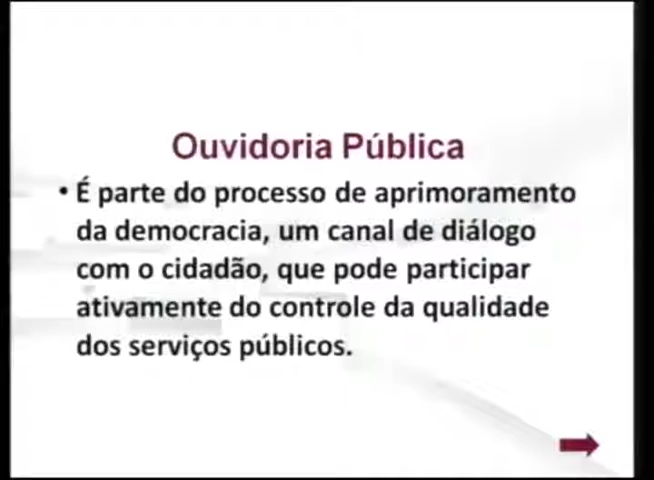 Ouvidoria Pública
• É parte do processo de aprimoramento
da democracia, um canal de diálogo
com o cidadão, que pode participar
ativamente do controle da qualidade
dos serviços públicos.